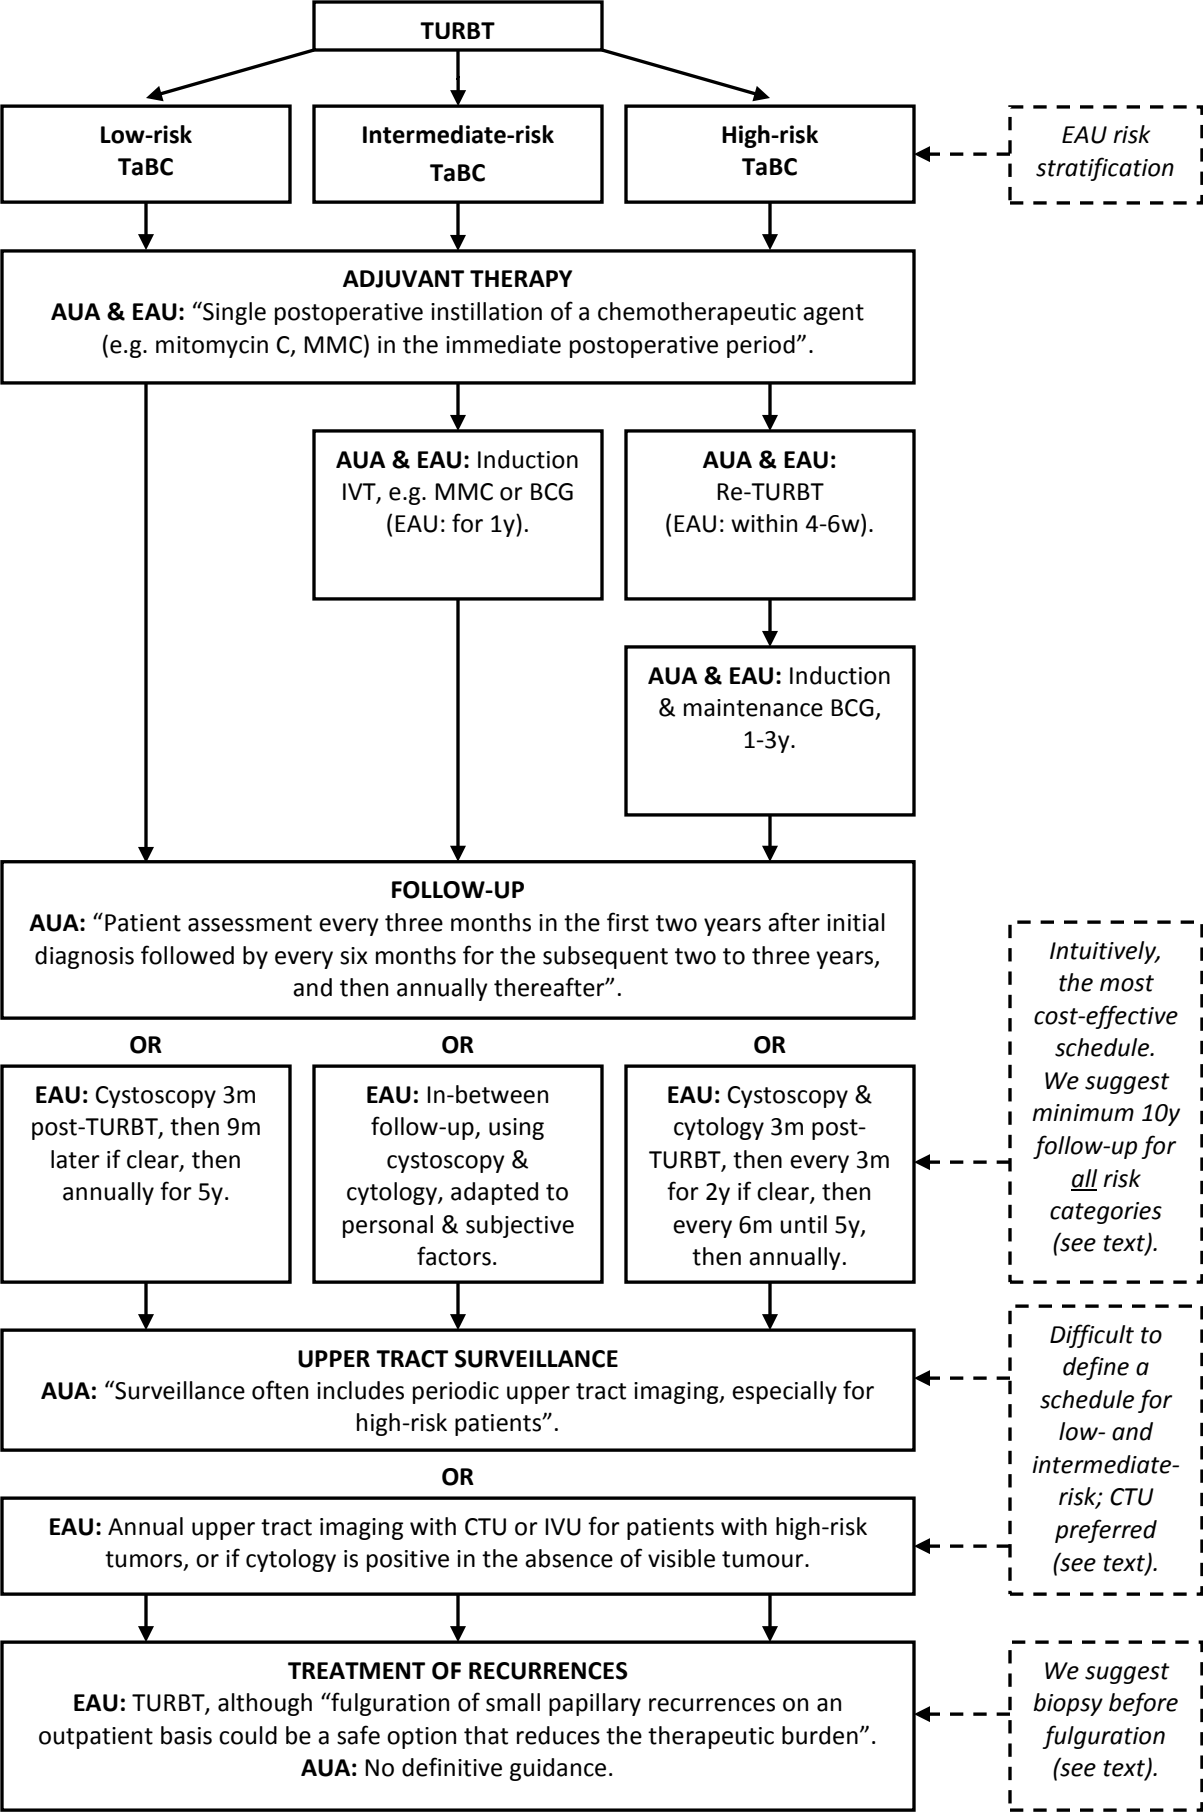 TURBT
Low-risk
TaBC
Intermediate-risk
TaBC
High-risk
TaBC
EAU risk
stratification
ADJUVANT THERAPY
AUA & EAU: “Single postoperative instillation of a chemotherapeutic agent
(e.g. mitomycin C, MMC) in the immediate postoperative period”.
AUA & EAU: Induction
IVT, e.g. MMC or BCG
(EAU: for 1y).
AUA & EAU:
Re-TURBT
(EAU: within 4-6w).
AUA & EAU: Induction
& maintenance BCG,
1-3y.
FOLLOW-UP
AUA: “Patient assessment every three months in the first two years after initial
diagnosis followed by every six months for the subsequent two to three years,
and then annually thereafter”.
OR
OR
OR
EAU: Cystoscopy 3m
post-TURBT, then 9m
later if clear, then
annually for 5y.
EAU: In-between
follow-up, using
cystoscopy &
cytology, adapted to
personal & subjective
factors.
EAU: Cystoscopy &
cytology 3m post-
TURBT, then every 3m
for 2y if clear, then
every 6m until 5y,
then annually.
Intuitively,
the most
cost-effective
schedule.
We suggest
minimum 10y
follow-up for
all risk
categories
(see text).
UPPER TRACT SURVEILLANCE
AUA: “Surveillance often includes periodic upper tract imaging, especially for
high-risk patients”.
OR
EAU: Annual upper tract imaging with CTU or IVU for patients with high-risk
tumors, or if cytology is positive in the absence of visible tumour.
Difficult to
define a
schedule for
low- and
intermediate-
risk; CTU
preferred
(see text).
TREATMENT OF RECURRENCES
EAU: TURBT, although “fulguration of small papillary recurrences on an
outpatient basis could be a safe option that reduces the therapeutic burden”.
AUA: No definitive guidance.
We suggest
biopsy before
fulguration
(see text).